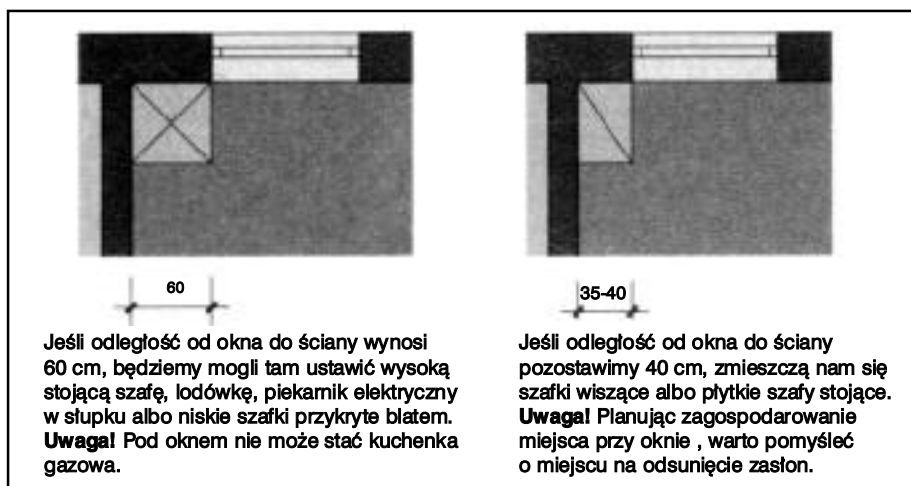 60
Jeśli odległość od okna do ściany wynosi
60 cm, będziemy mogli tam ustawić wysoką
stojącą szafę, lodówkę, piekarnik elektryczny
w słupku albo niskie szafki przykryte blatem.
Uwaga! Pod oknem nie może stać kuchenka
gazowa.
35-40
Jeśli odległość od okna do ściany
pozostawimy 40 cm, zmieszczą nam się
szafki wiszące albo płytkie szafy stojące.
Uwaga! Planując zagospodarowanie
miejsca przy oknie , warto pomyśleć
o miejscu na odsunięcie zasłon.